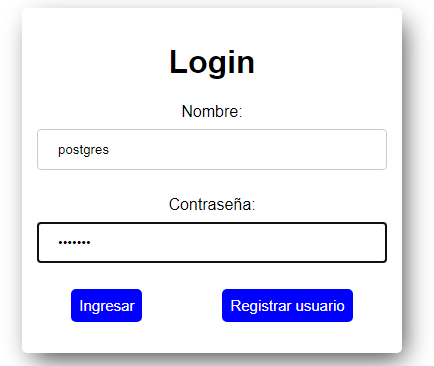 Login
Nombre:
postgres
Contraseña:
•••••••
Ingresar Registrar usuario